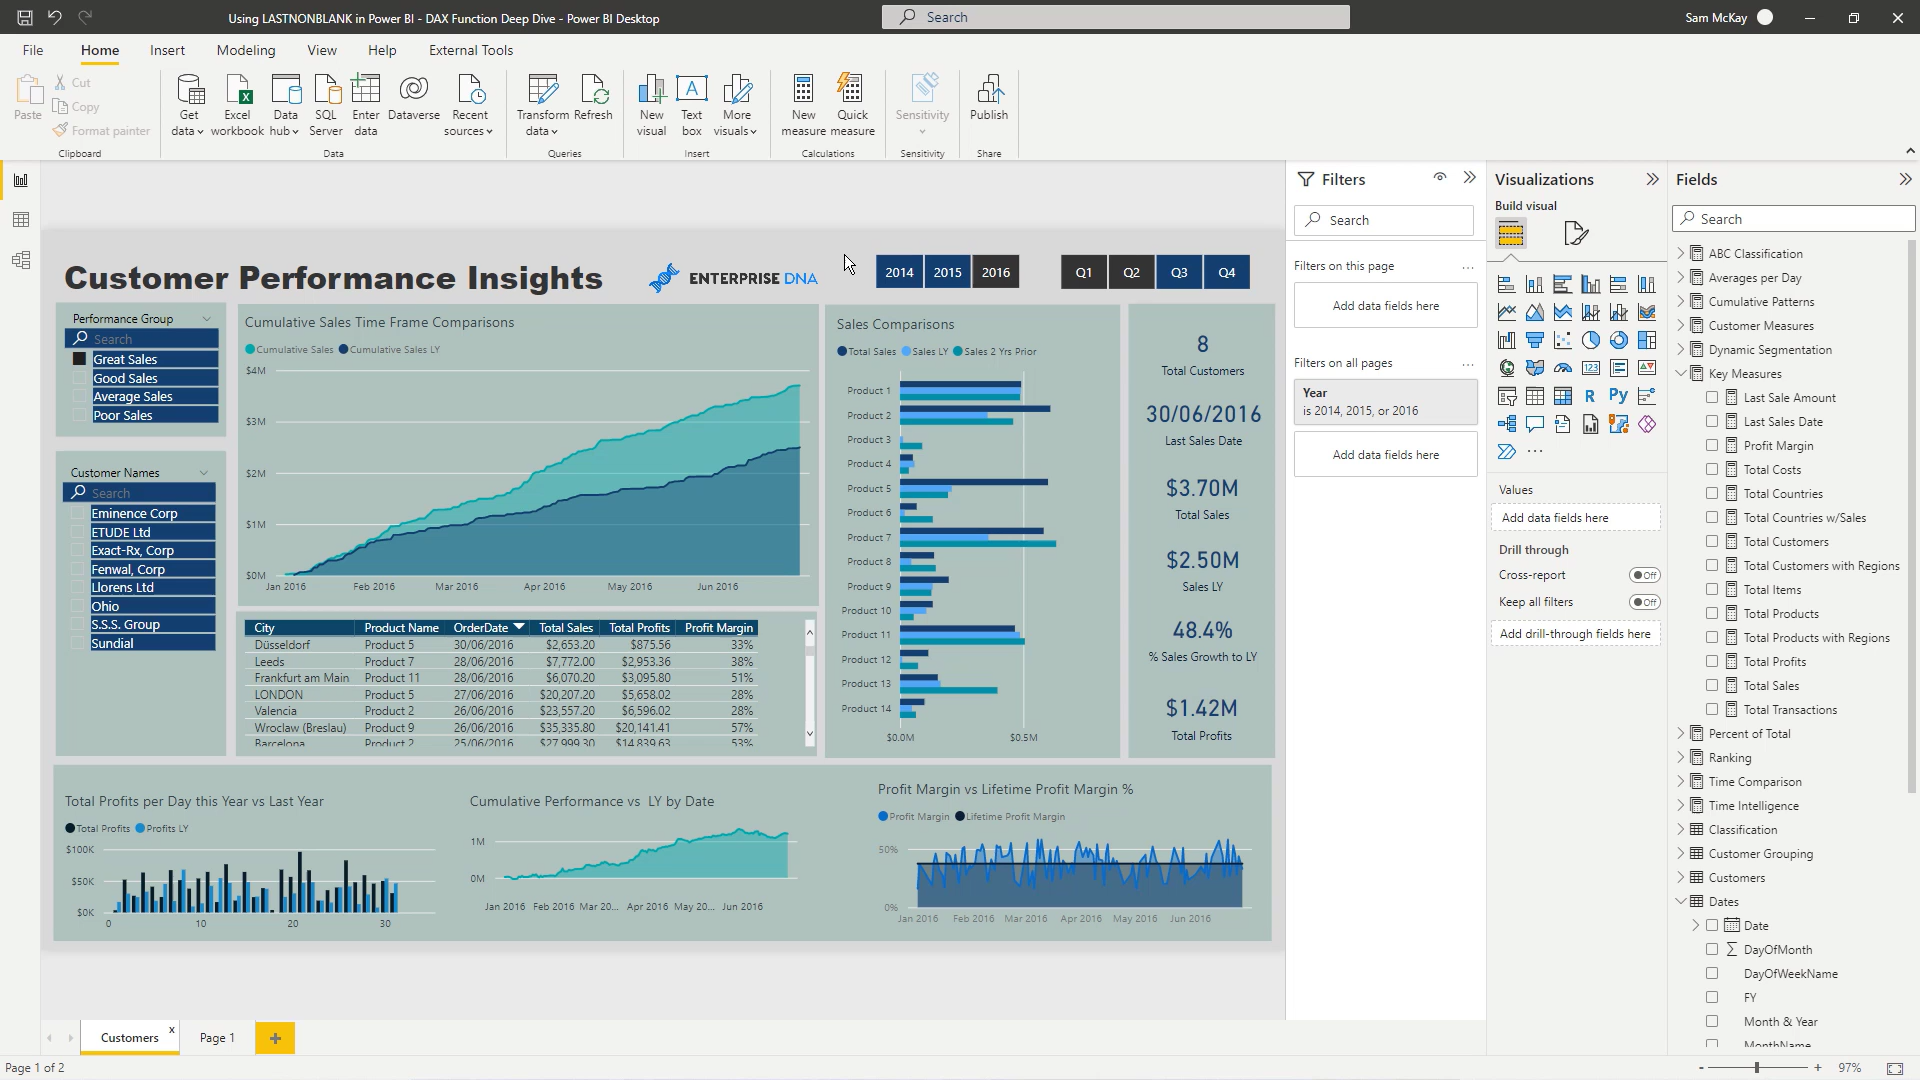 Using LASTNONBLANK in Power BI - DAX Function Deep Dive - Power BI Desktop
Search
Sam McKay
File
Home
Insert
Modeling
View
Help
External Tools
Paste
Cut
Copy
Format painter
Get data
Excel workbook
Data hub
SQL Server
Enter data
Dataverse
Recent sources
Transform data
Refresh
New visual
Text box
More visuals
New measure
Quick measure
Sensitivity
Publish
Clipboard
Data
Queries
Insert
Calculations
Sensitivity
Share
Customer Performance Insights
ENTERPRISE DNA
2014
2015
2016
Q1
Q2
Q3
Q4
Performance Group
Search
Great Sales
Good Sales
Average Sales
Poor Sales
Customer Names
Search
Eminence Corp
ETUDE Ltd
Exact-Rx, Corp
Fenwal, Corp
Llorens Ltd
Ohio
S.S.S. Group
Sundial
Cumulative Sales Time Frame Comparisons
Cumulative Sales Cumulative Sales LY
$4M
$3M
$2M
$1M
$0M
Jan 2016 Feb 2016 Mar 2016 Apr 2016 May 2016 Jun 2016
City Product Name OrderDate Total Sales Total Profits Profit Margin
Düsseldorf Product 5 30/06/2016 $2,653.20 $875.56 33%
Leeds Product 7 28/06/2016 $7,772.00 $2,953.36 38%
Frankfurt am Main Product 11 28/06/2016 $6,070.20 $3,095.80 51%
LONDON Product 5 27/06/2016 $20,207.20 $5,658.02 28%
Valencia Product 2 26/06/2016 $23,557.20 $6,596.02 28%
Wroclaw (Breslau) Product 9 26/06/2016 $35,335.80 $20,141.41 57%
Barcelona Product 2 25/06/2016 $27,999.30 $14,839.63 53%
Sales Comparisons
Total Sales Sales LY Sales 2 Yrs Prior
Product 1
Product 2
Product 3
Product 4
Product 5
Product 6
Product 7
Product 8
Product 9
Product 10
Product 11
Product 12
Product 13
Product 14
$0.0M $0.5M
8
Total Customers
30/06/2016
Last Sales Date
$3.70M
Total Sales
$2.50M
Sales LY
48.4%
% Sales Growth to LY
$1.42M
Total Profits
Total Profits per Day this Year vs Last Year
Total Profits Profits LY
$100K
$50K
$0K
0 10 20 30
Cumulative Performance vs LY by Date
1M
0M
Jan 2016 Feb 2016 Mar 20... Apr 2016 May 20... Jun 2016
Profit Margin vs Lifetime Profit Margin %
Profit Margin Lifetime Profit Margin
50%
0%
Jan 2016 Feb 2016 Mar 2016 Apr 2016 May 2016 Jun 2016
Filters
Search
Filters on this page ...
Add data fields here
Filters on all pages ...
Year
is 2014, 2015, or 2016
Add data fields here
Visualizations
Build visual
123
R
Py
...
Values
Add data fields here
Drill through
Cross-report Off
Keep all filters Off
Add drill-through fields here
Fields
Search
ABC Classification
Averages per Day
Cumulative Patterns
Customer Measures
Dynamic Segmentation
Key Measures
Last Sale Amount
Last Sales Date
Profit Margin
Total Costs
Total Countries
Total Countries w/Sales
Total Customers
Total Customers with Regions
Total Items
Total Products
Total Products with Regions
Total Profits
Total Sales
Total Transactions
Percent of Total
Ranking
Time Comparison
Time Intelligence
Classification
Customer Grouping
Customers
Dates
Date
DayOfMonth
DayOfWeekName
FY
Month & Year
MonthName
Customers x
Page 1
+
Page 1 of 2
- + 97%